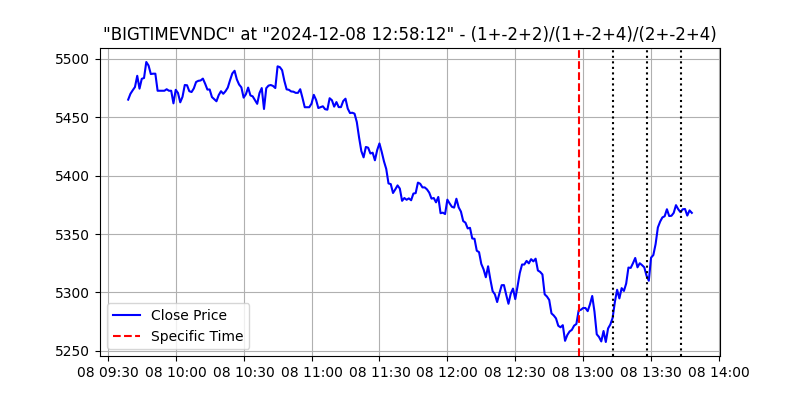 "BIGTIMEVNDC" at "2024-12-08 12:58:12" - (1+-2+2)/(1+-2+4)/(2+-2+4)
5500
5450
5400
5350
5300
5250
Close Price
Specific Time
08 09:30 08 10:00 08 10:30 08 11:00 08 11:30 08 12:00 08 12:30 08 13:00 08 13:30 08 14:00